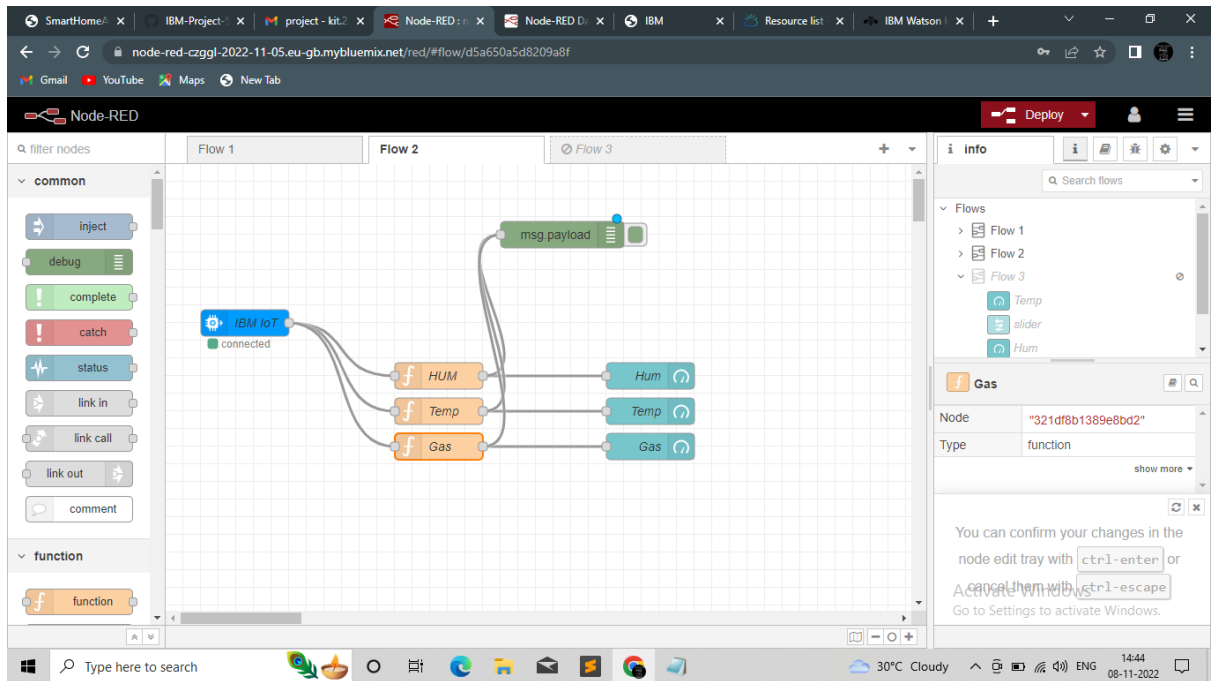 SmartHomeA
IBM-Project-5
project - kit.2
Node-RED : n
Node-RED Da
IBM
Resource list -
IBM Watson I
node-red-czggl-2022-11-05.eu-gb.mybluemix.net/red/#flow/d5a650a5d8209a8f
Gmail YouTube Maps New Tab
Node-RED
Deploy
filter nodes
Flow 1
Flow 2
Flow 3
i info
i
Search flows
common
inject
debug
complete
catch
status
link in
link call
link out
comment
function
function
msg.payload
IBM IoT
connected
HUM
Temp
Gas
Hum
Temp
Gas
Flows
Flow 1
Flow 2
Flow 3
Temp
slider
Hum
Gas
Node "321df8b1389e8bd2"
Type function
show more
You can confirm your changes in the
node edit tray with ctrl-enter or
cancel them with ctrl-escape
Activate Windows
Go to Settings to activate Windows.
Type here to search
30°C Cloudy
ENG
14:44
08-11-2022